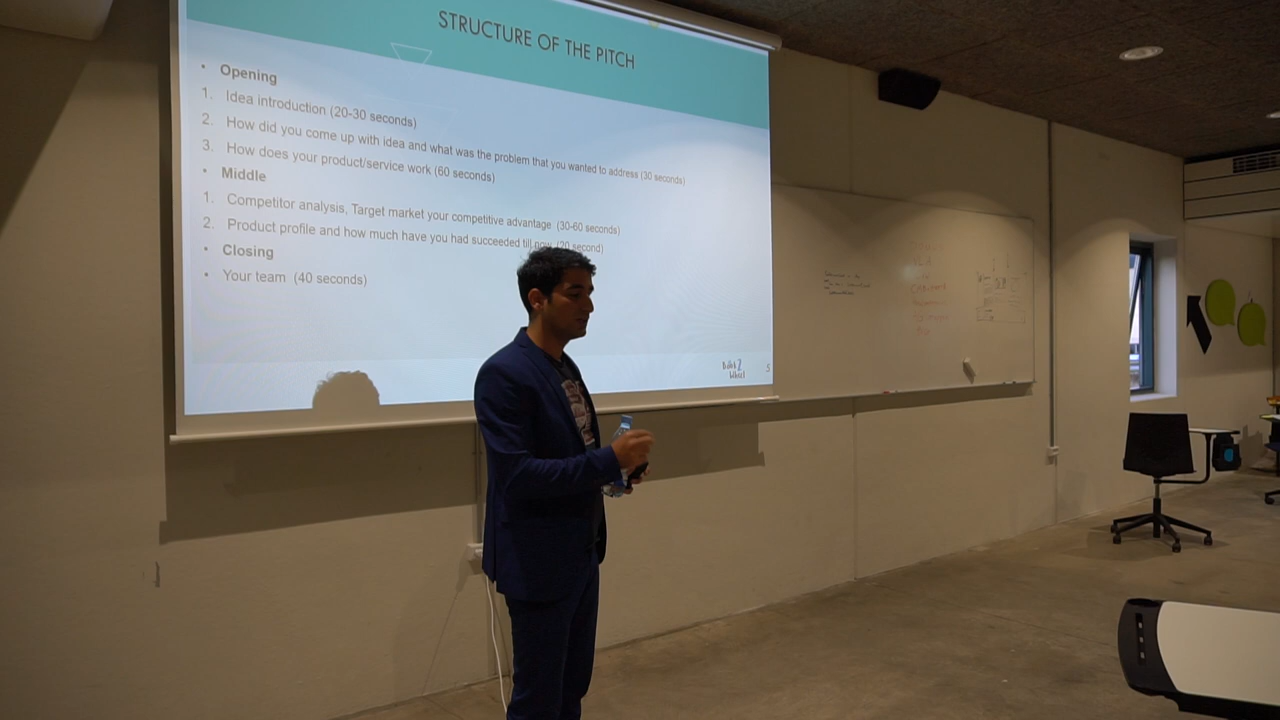 STRUCTURE OF THE PITCH
• Opening
1. Idea introduction (20-30 seconds)
2. How did you come up with idea and what was the problem that you wanted to address (30 seconds)
3. How does your product/service work (60 seconds)
• Middle
1. Competitor analysis, Target market your competitive advantage (30-60 seconds)
2. Product profile and how much have you had succeeded till now (20 second)
• Closing
• Your team (40 seconds)
5